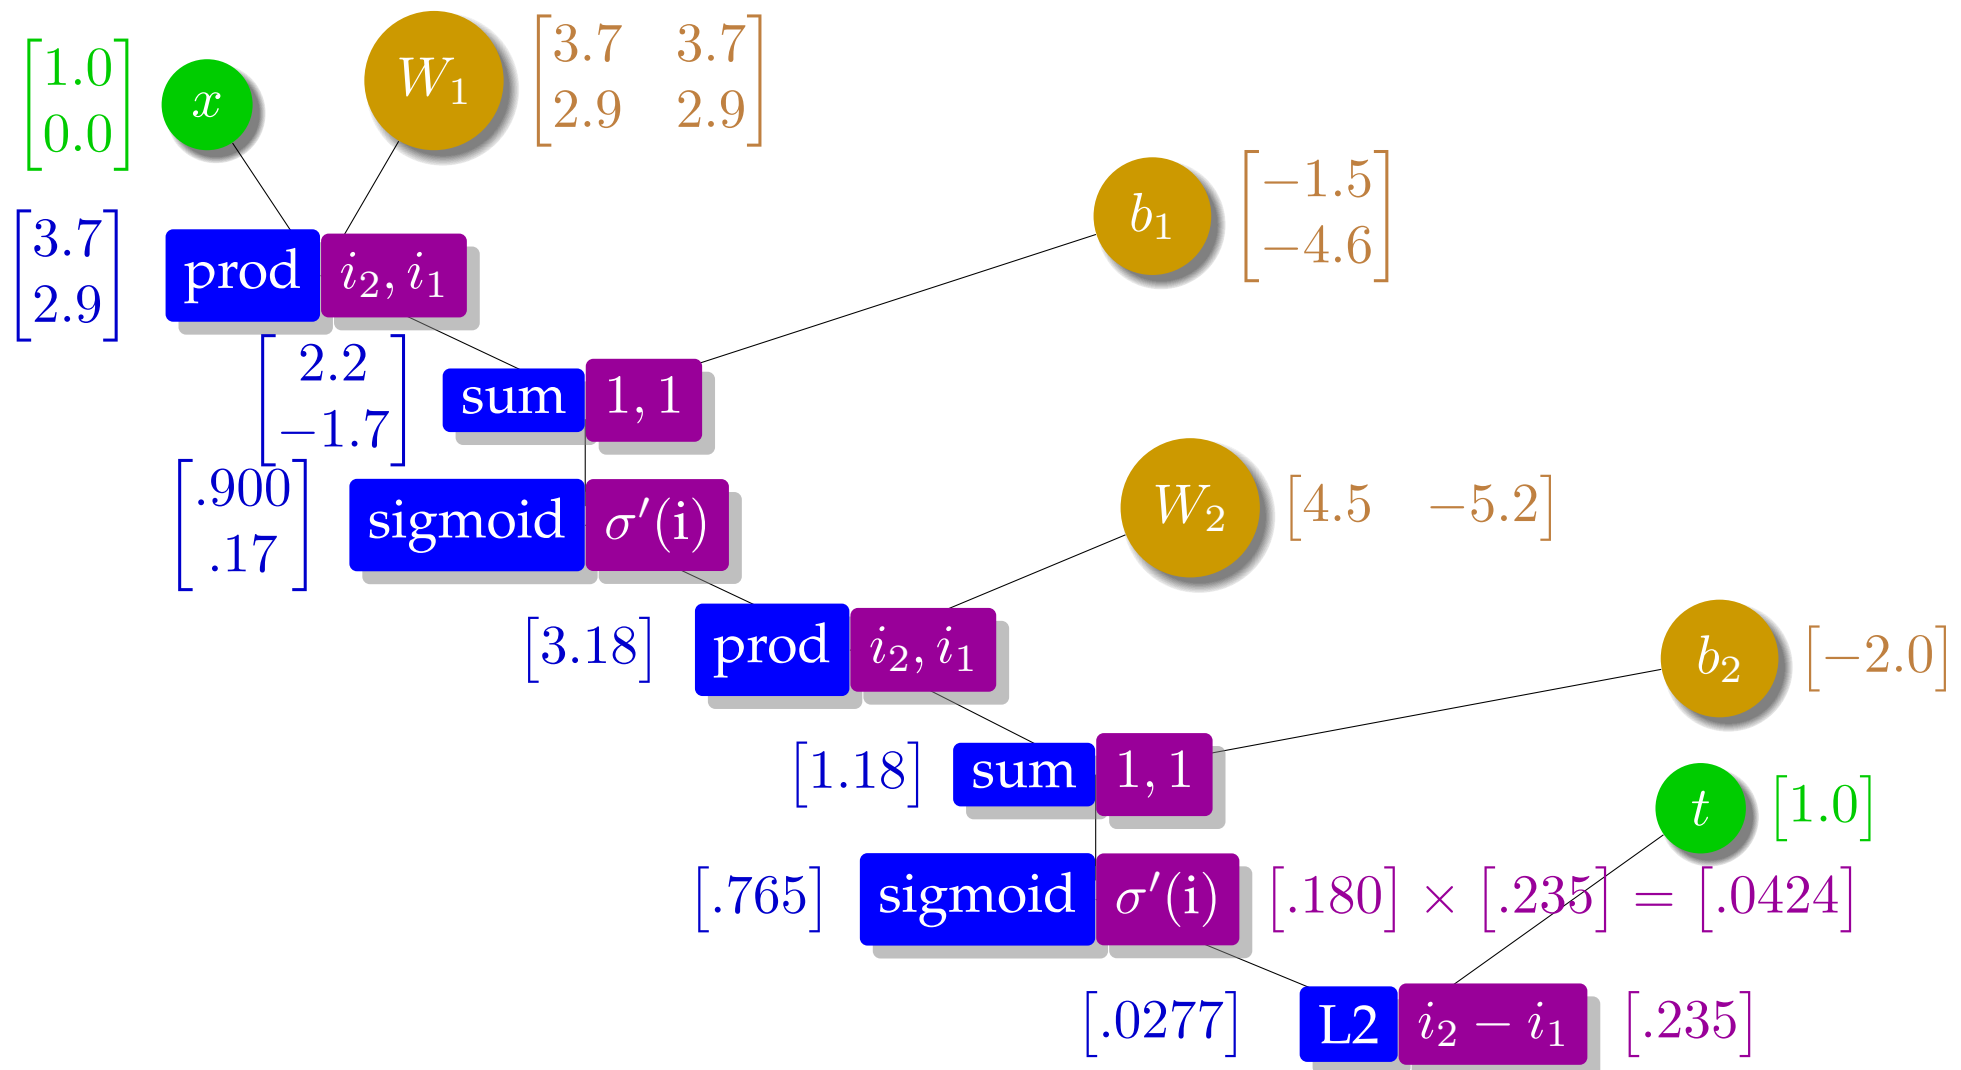 [1.0 0.0] x W₁ [3.7 3.7 2.9 2.9]
b₁ [−1.5 −4.6]
[3.7 2.9] prod i₂, i₁
[2.2 −1.7] sum 1, 1
[.900 .17] sigmoid σ′(i) W₂ [4.5 −5.2]
[3.18] prod i₂, i₁ b₂ [−2.0]
[1.18] sum 1, 1 t [1.0]
[.765] sigmoid σ′(i) [.180] × [.235] = [.0424]
[.0277] L2 i₂ − i₁ [.235]